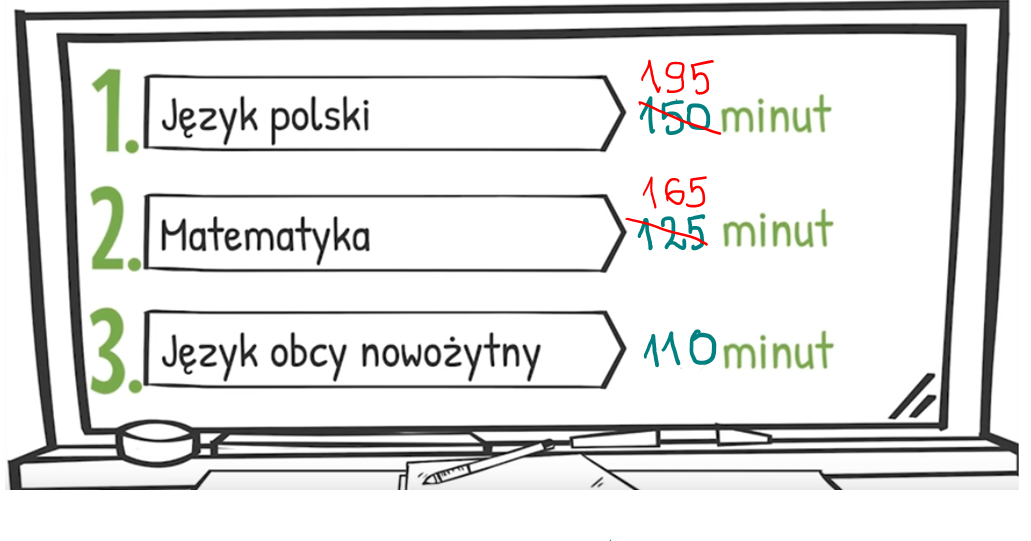 195
1. Język polski 150 minut
165
2. Matematyka 125 minut
3. Język obcy nowożytny 110 minut